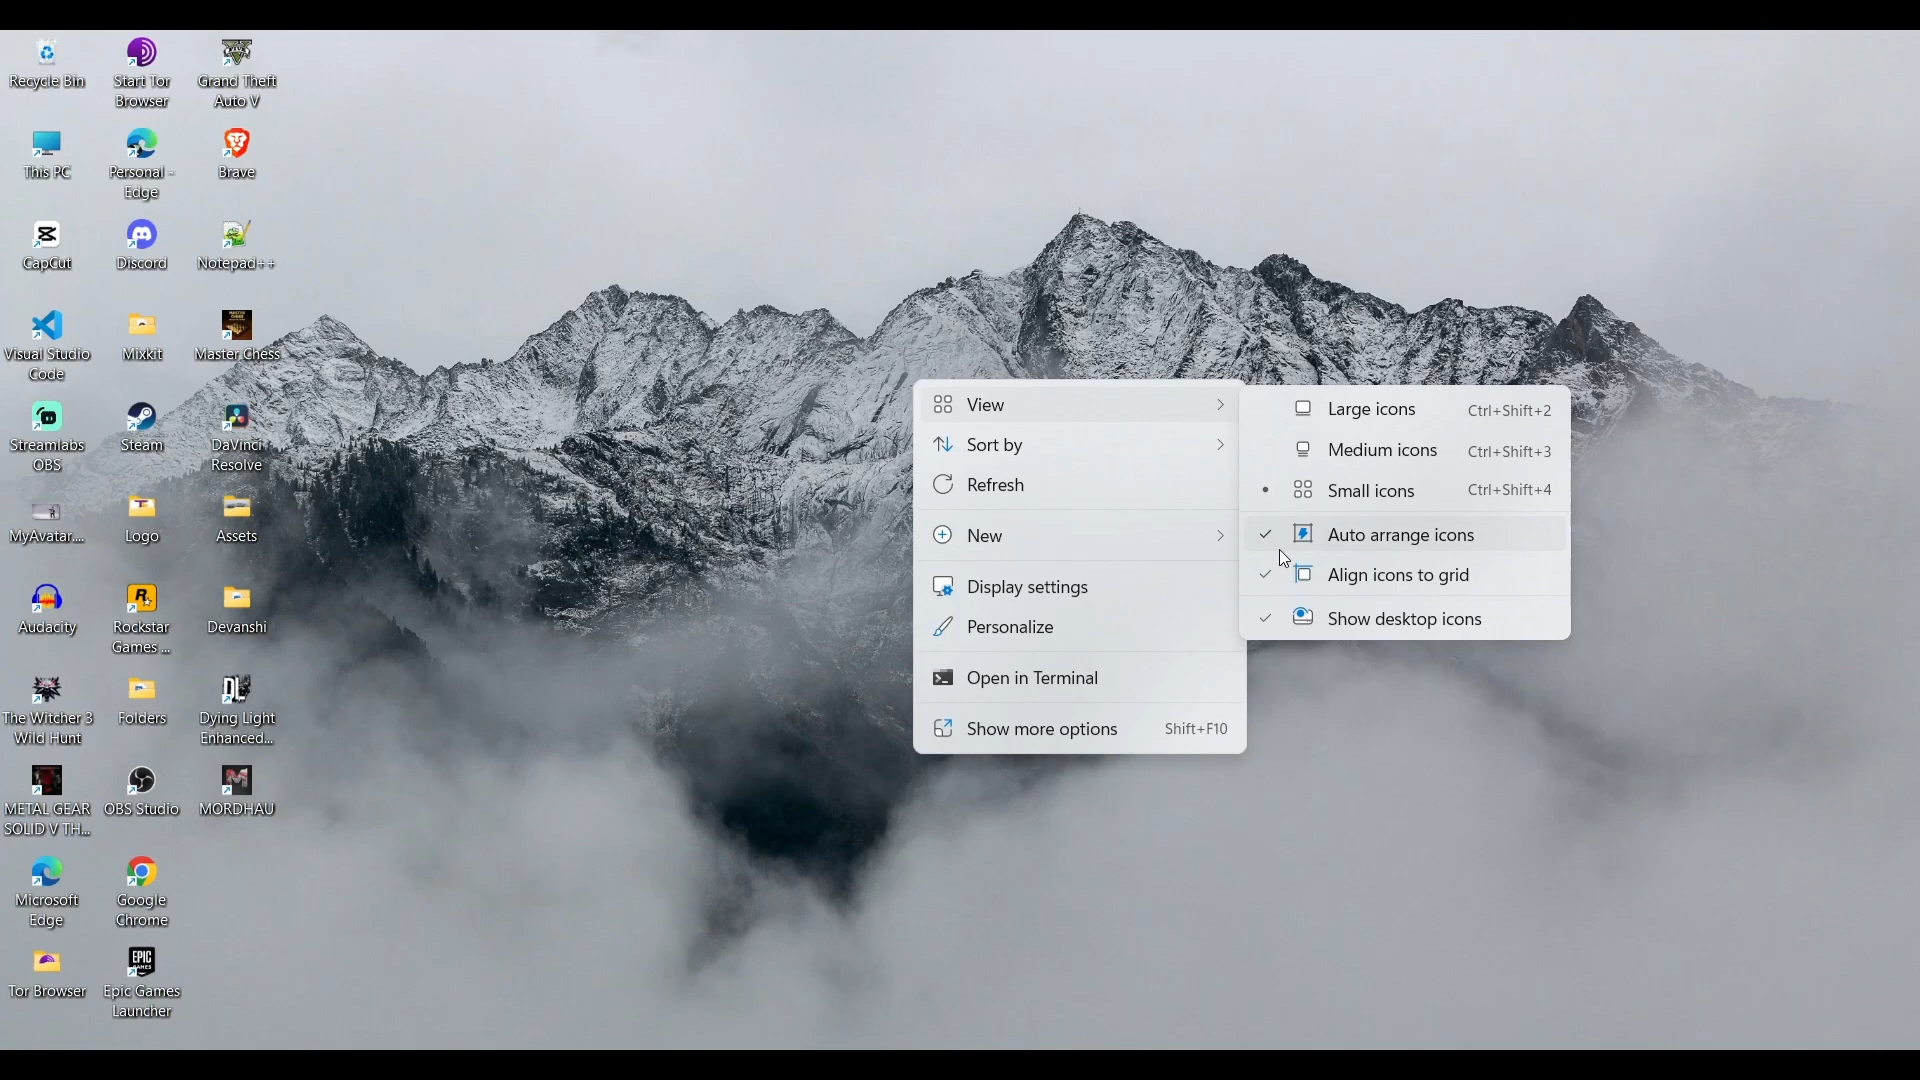 Recycle Bin
Start Tor
Browser
Grand Theft
Auto V
This PC
Personal -
Edge
Brave
CapCut
Discord
Notepad++
Visual Studio
Code
Mixkit
Master Chess
Streamlabs
OBS
Steam
DaVinci
Resolve
MyAvatar....
Logo
Assets
Audacity
Rockstar
Games ...
Devanshi
The Witcher 3
Wild Hunt
Folders
Dying Light
Enhanced...
METAL GEAR
SOLID V TH...
OBS Studio
MORDHAU
Microsoft
Edge
Google
Chrome
Tor Browser
EPIC
GAMES
Epic Games
Launcher
View
Sort by
Refresh
New
Display settings
Personalize
Open in Terminal
Show more options Shift+F10
Large icons Ctrl+Shift+2
Medium icons Ctrl+Shift+3
Small icons Ctrl+Shift+4
Auto arrange icons
Align icons to grid
Show desktop icons